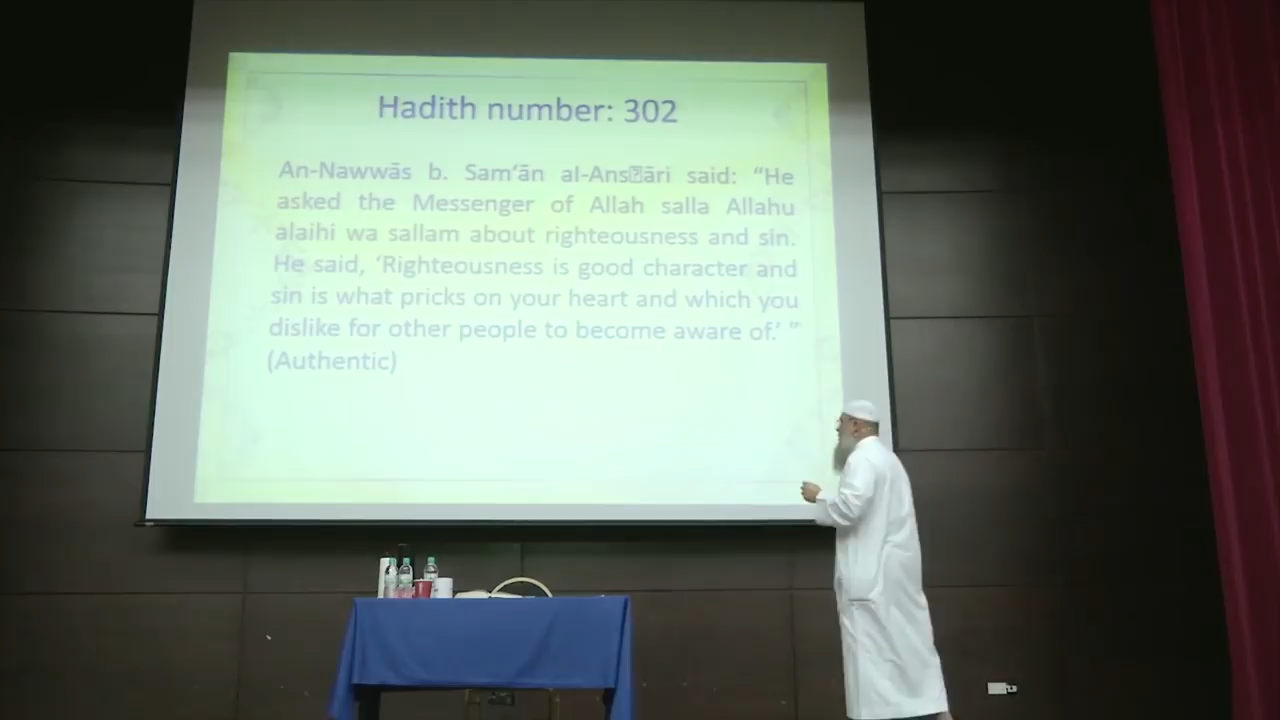 Hadith number: 302
An-Nawwās b. Sam‘ān al-Ans▯āri said: “He
asked the Messenger of Allah salla Allahu
alaihi wa sallam about righteousness and sin.
He said, ‘Righteousness is good character and
sin is what pricks on your heart and which you
dislike for other people to become aware of.’ ”
(Authentic)